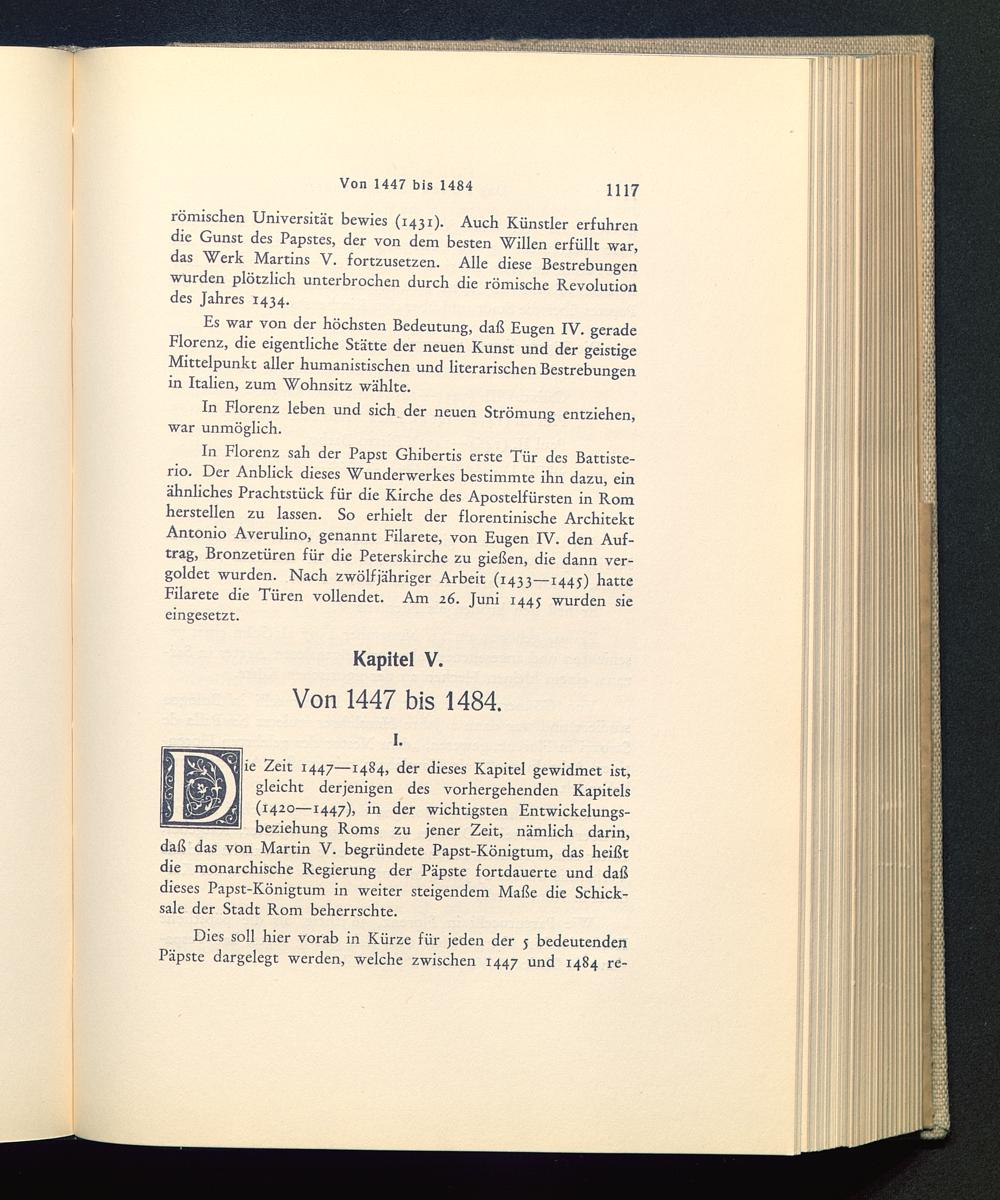 Von 1447 bis 1484 1117
römischen Universität bewies (1431). Auch Künstler erfuhren
die Gunst des Papstes, der von dem besten Willen erfüllt war,
das Werk Martins V. fortzusetzen. Alle diese Bestrebungen
wurden plötzlich unterbrochen durch die römische Revolution
des Jahres 1434.
Es war von der höchsten Bedeutung, daß Eugen IV. gerade
Florenz, die eigentliche Stätte der neuen Kunst und der geistige
Mittelpunkt aller humanistischen und literarischen Bestrebungen
in Italien, zum Wohnsitz wählte.
In Florenz leben und sich der neuen Strömung entziehen,
war unmöglich.
In Florenz sah der Papst Ghibertis erste Tür des Battiste-
rio. Der Anblick dieses Wunderwerkes bestimmte ihn dazu, ein
ähnliches Prachtstück für die Kirche des Apostelfürsten in Rom
herstellen zu lassen. So erhielt der florentinische Architekt
Antonio Averulino, genannt Filarete, von Eugen IV. den Auf-
trag, Bronzetüren für die Peterskirche zu gießen, die dann ver-
goldet wurden. Nach zwölfjähriger Arbeit (1433—1445) hatte
Filarete die Türen vollendet. Am 26. Juni 1445 wurden sie
eingesetzt.
Kapitel V.
Von 1447 bis 1484.
I.
Die Zeit 1447—1484, der dieses Kapitel gewidmet ist,
gleicht derjenigen des vorhergehenden Kapitels
(1420—1447), in der wichtigsten Entwickelungs-
beziehung Roms zu jener Zeit, nämlich darin,
daß das von Martin V. begründete Papst-Königtum, das heißt
die monarchische Regierung der Päpste fortdauerte und daß
dieses Papst-Königtum in weiter steigendem Maße die Schick-
sale der Stadt Rom beherrschte.
Dies soll hier vorab in Kürze für jeden der 5 bedeutenden
Päpste dargelegt werden, welche zwischen 1447 und 1484 re-